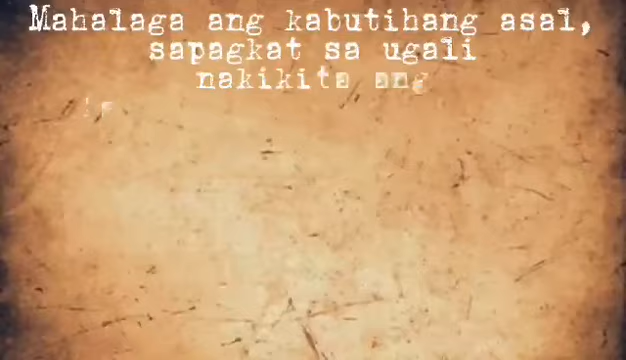 Mahalaga ang kabutihang asal,
sapagkat sa ugali
nakikita ang